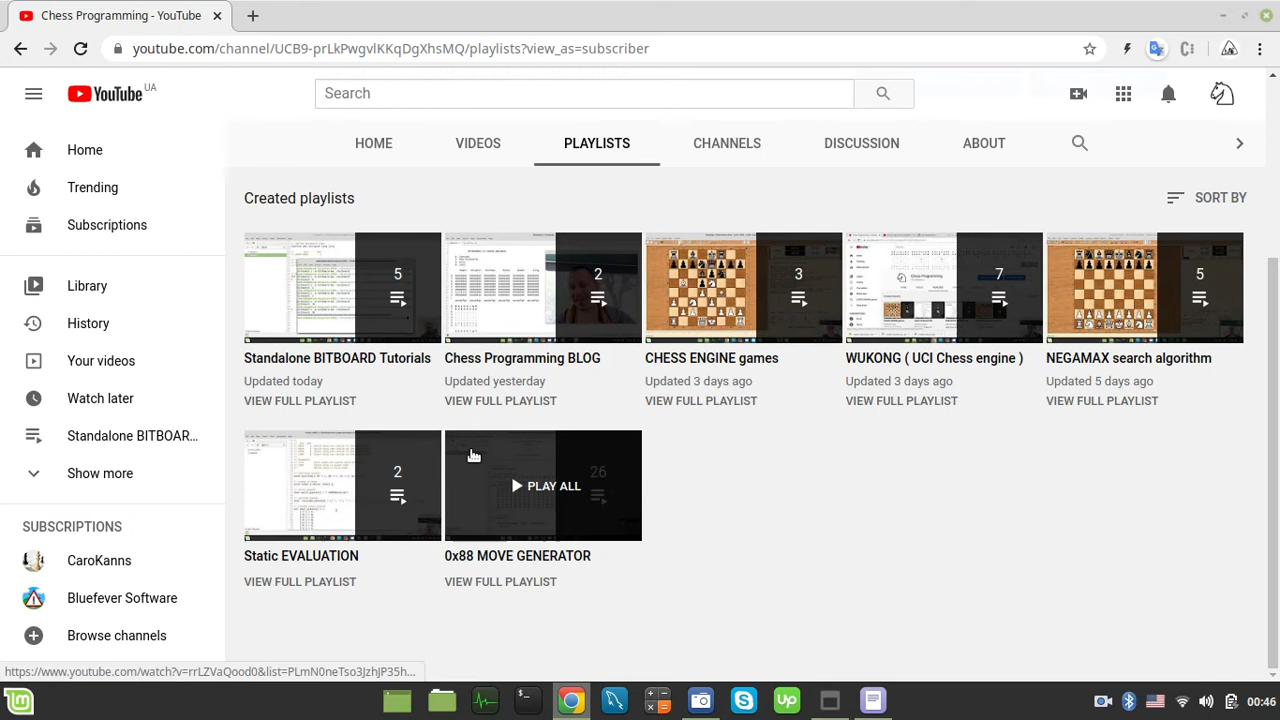 Chess Programming - YouTube
youtube.com/channel/UCB9-prLkPwgvlKKqDgXhsMQ/playlists?view_as=subscriber
YouTube UA
Search
HOME VIDEOS PLAYLISTS CHANNELS DISCUSSION ABOUT
Home
Trending
Subscriptions
Library
History
Your videos
Watch later
Standalone BITBOAR...
Show more
SUBSCRIPTIONS
CaroKanns
Bluefever Software
Browse channels
Created playlists
SORT BY
5 2 3 7 5
Standalone BITBOARD Tutorials Chess Programming BLOG CHESS ENGINE games WUKONG ( UCI Chess engine ) NEGAMAX search algorithm
Updated today Updated yesterday Updated 3 days ago Updated 3 days ago Updated 5 days ago
VIEW FULL PLAYLIST VIEW FULL PLAYLIST VIEW FULL PLAYLIST VIEW FULL PLAYLIST VIEW FULL PLAYLIST
2 26
PLAY ALL
Static EVALUATION 0x88 MOVE GENERATOR
VIEW FULL PLAYLIST VIEW FULL PLAYLIST
https://www.youtube.com/watch?v=rrLZVaQood0&list=PLmN0neTso3JzhJP35h...
Up
00:46